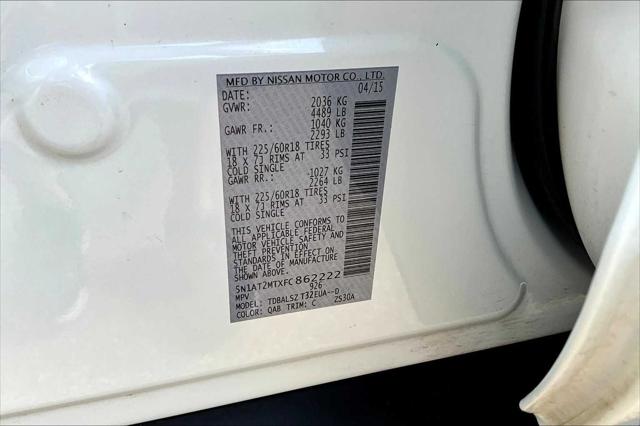 MFD BY NISSAN MOTOR CO., LTD.
DATE: 04/15
GVWR: 2036 KG
4489 LB
GAWR FR.: 1040 KG
2293 LB
WITH 225/60R18 TIRES
18 X 7J RIMS AT 33 PSI
COLD SINGLE
GAWR RR.: 1027 KG
2264 LB
WITH 225/60R18 TIRES
18 X 7J RIMS AT 33 PSI
COLD SINGLE
THIS VEHICLE CONFORMS TO
ALL APPLICABLE FEDERAL
MOTOR VEHICLE SAFETY AND
THEFT PREVENTION
STANDARDS IN EFFECT ON
THE DATE OF MANUFACTURE
SHOWN ABOVE.
5N1AT2MTXFC862222
MPV 926
MODEL: TDBALSZ T32EUA--D
COLOR: QAB TRIM: C ZS30A